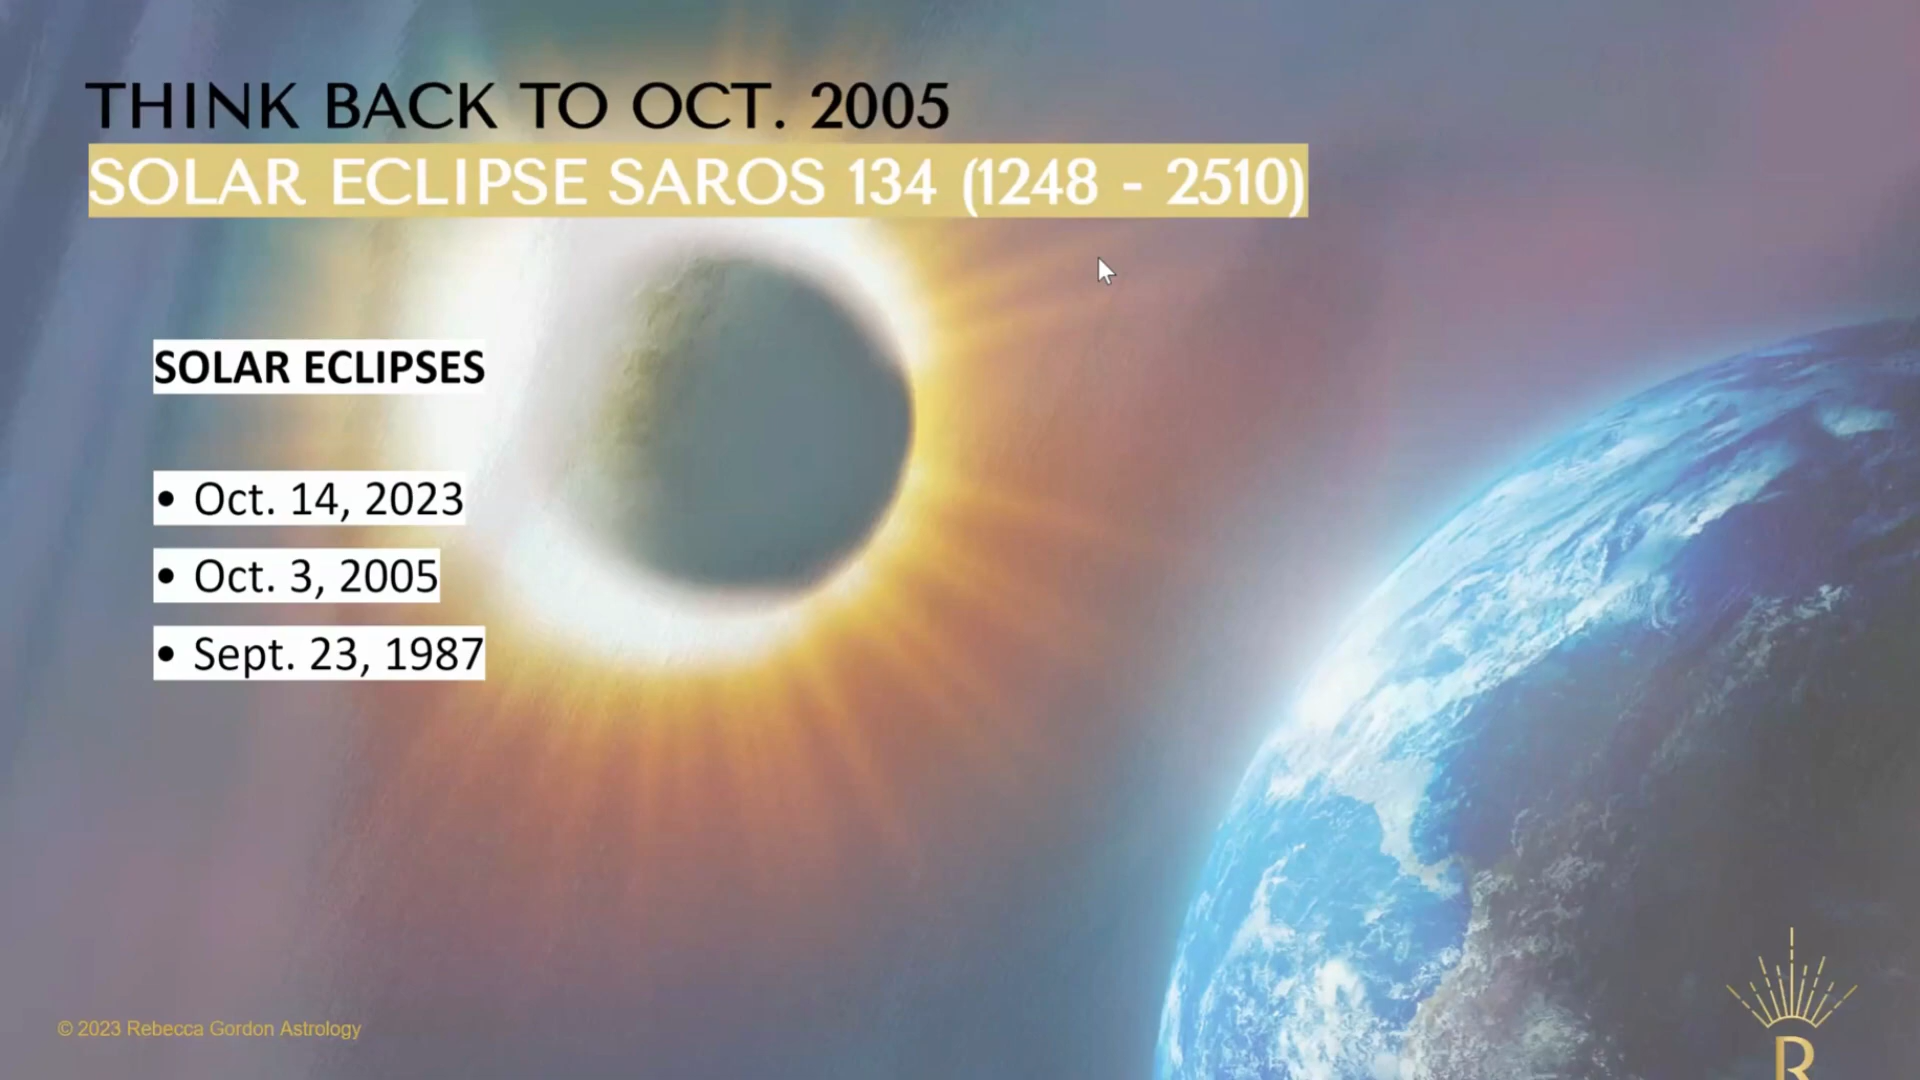 THINK BACK TO OCT. 2005
SOLAR ECLIPSE SAROS 134 (1248 - 2510)
SOLAR ECLIPSES
• Oct. 14, 2023
• Oct. 3, 2005
• Sept. 23, 1987
© 2023 Rebecca Gordon Astrology
R